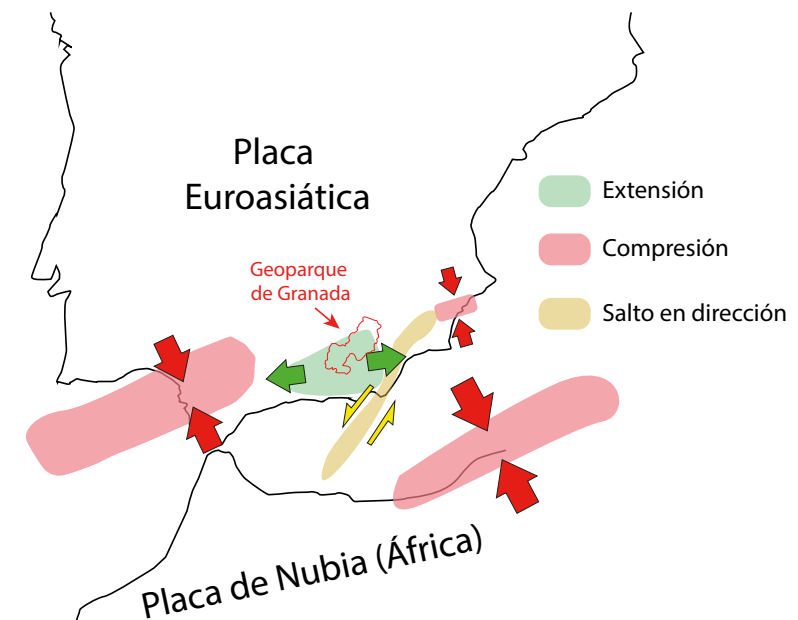 Placa
Euroasiática
Geoparque
de Granada
Extensión
Compresión
Salto en dirección
Placa de Nubia (África)